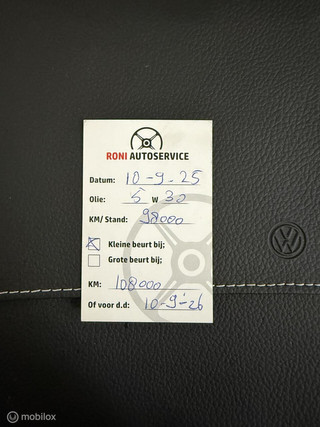 RONI AUTOSERVICE
Datum: 10-9-25
Olie: 5 W 30
KM/Stand: 98000
Kleine beurt bij;
Grote beurt bij;
KM: 108000
Of voor d.d: 10-9-26
mobilox